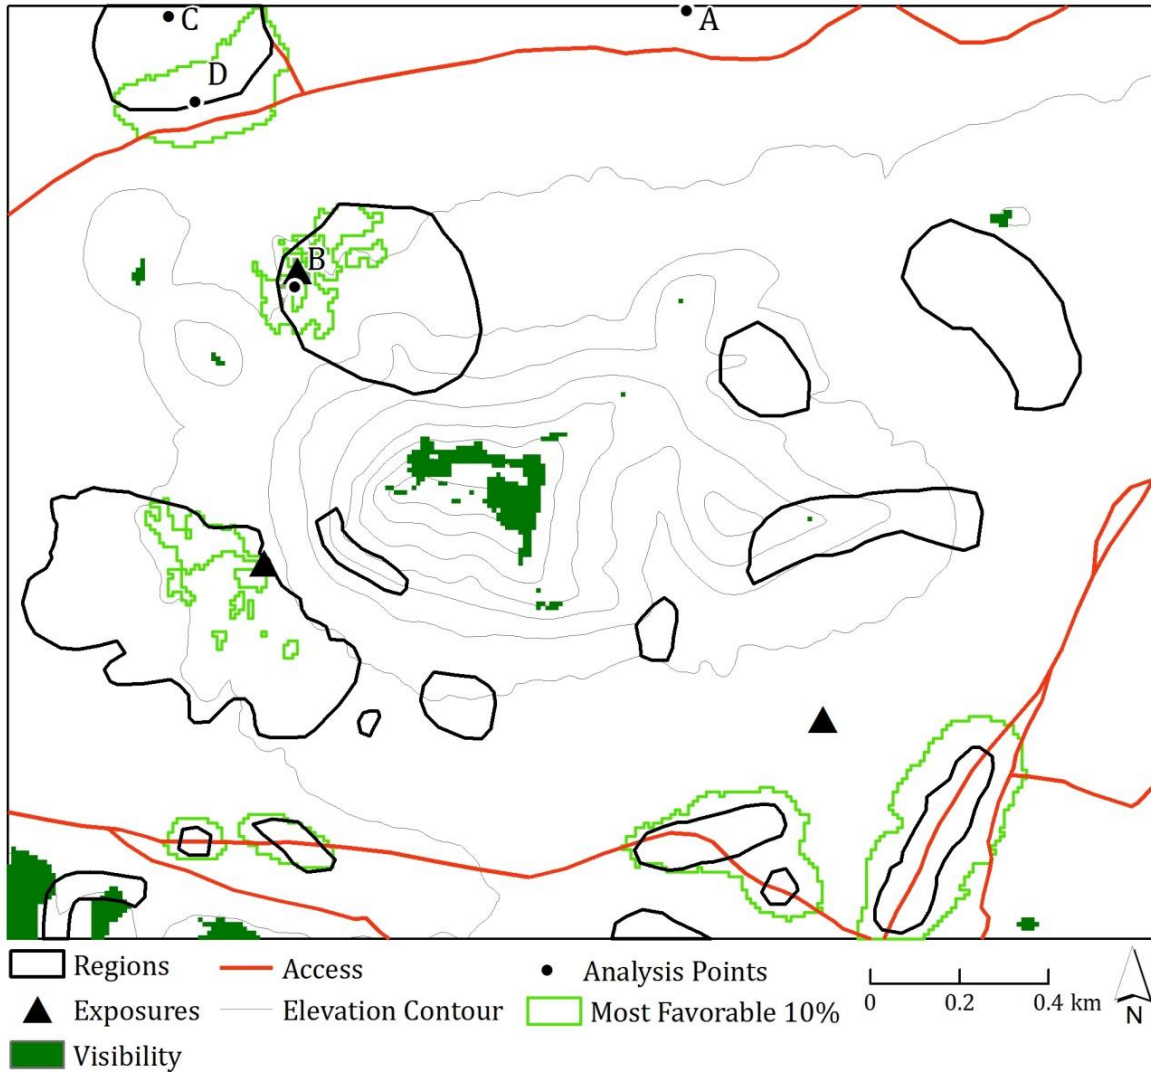 C
A
D
B
Regions
Access
Analysis Points
Exposures
Elevation Contour
Most Favorable 10%
Visibility
0 0.2 0.4 km
N